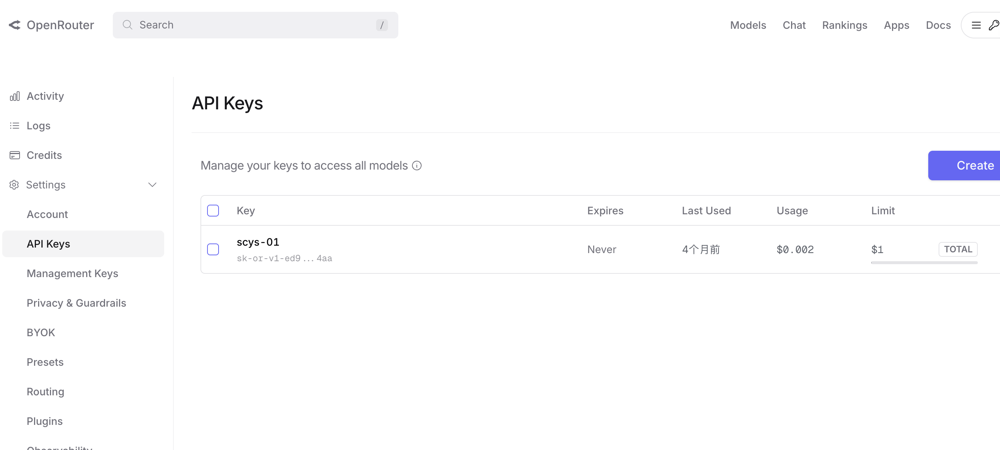 OpenRouter
Search
/
Models
Chat
Rankings
Apps
Docs
Activity
Logs
Credits
Settings
Account
API Keys
Management Keys
Privacy & Guardrails
BYOK
Presets
Routing
Plugins
Observability
API Keys
Manage your keys to access all models
Create
Key Expires Last Used Usage Limit
scys-01
sk-or-v1-ed9...4aa
Never 4个月前 $0.002 $1 TOTAL